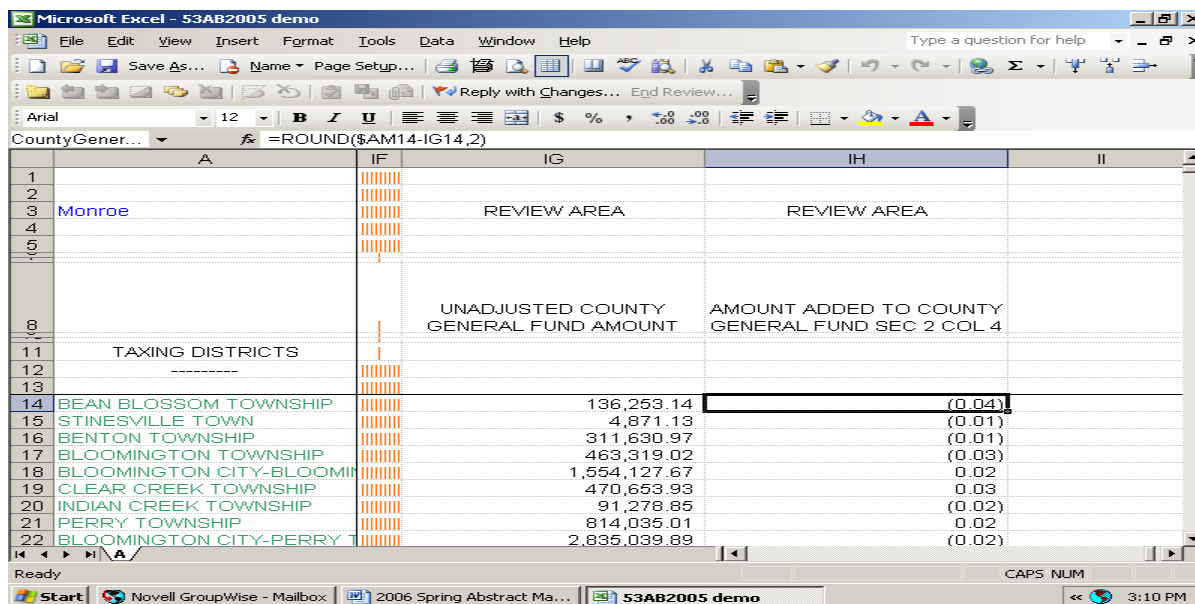 Microsoft Excel - 53AB2005 demo
File Edit View Insert Format Tools Data Window Help Type a question for help
Save As... Name Page Setup...
Reply with Changes... End Review...
Arial 12 B I U $ % ,
CountyGener... fx =ROUND($AM14-IG14,2)
A IF IG IH II
1
2
3 Monroe REVIEW AREA REVIEW AREA
4
5
UNADJUSTED COUNTY AMOUNT ADDED TO COUNTY
8 GENERAL FUND AMOUNT GENERAL FUND SEC 2 COL 4
11 TAXING DISTRICTS
12 ---------
13
14 BEAN BLOSSOM TOWNSHIP 136,253.14 (0.04)
15 STINESVILLE TOWN 4,871.13 (0.01)
16 BENTON TOWNSHIP 311,630.97 (0.01)
17 BLOOMINGTON TOWNSHIP 463,319.02 (0.03)
18 BLOOMINGTON CITY-BLOOMIN 1,554,127.67 0.02
19 CLEAR CREEK TOWNSHIP 470,653.93 0.03
20 INDIAN CREEK TOWNSHIP 91,278.85 (0.02)
21 PERRY TOWNSHIP 814,035.01 0.02
22 BLOOMINGTON CITY-PERRY T 2,835,039.89 (0.02)
A
Ready CAPS NUM
Start Novell GroupWise - Mailbox 2006 Spring Abstract Ma... 53AB2005 demo « 3:10 PM